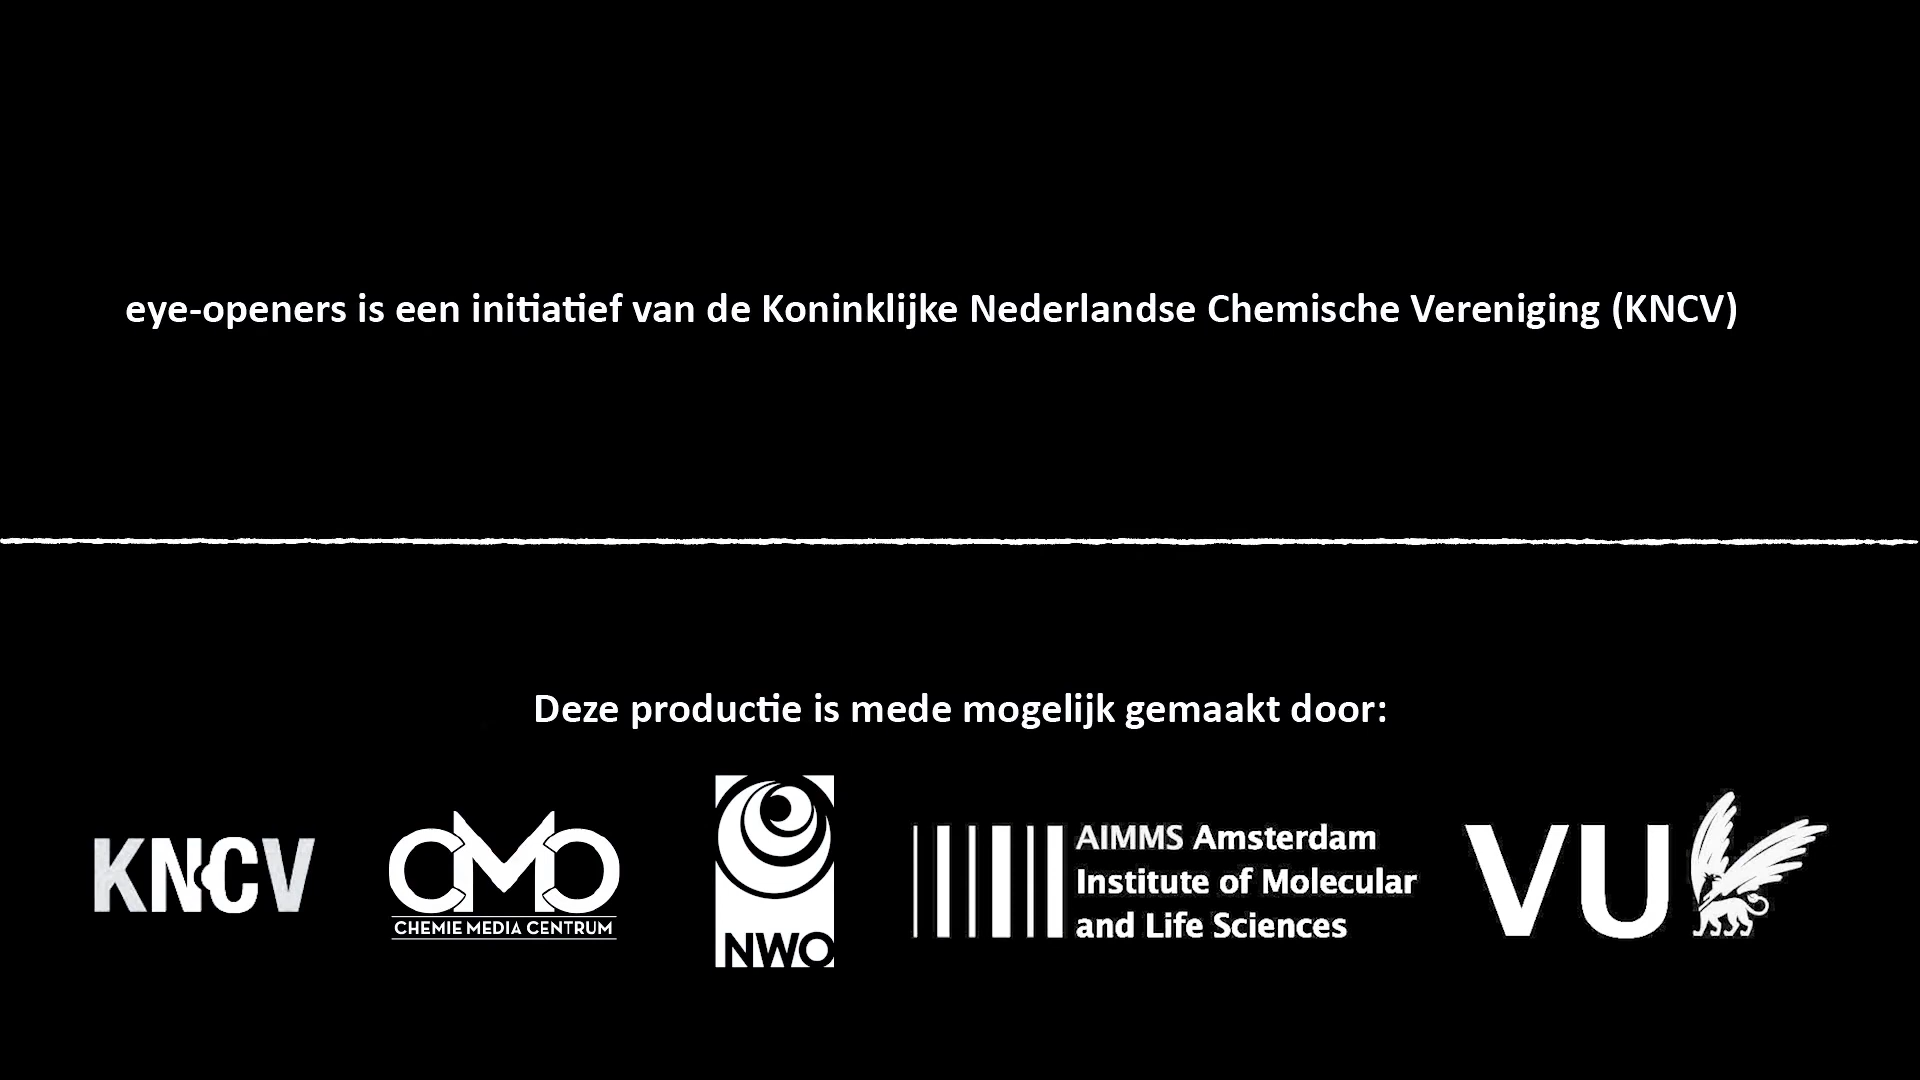 eye-openers is een initiatief van de Koninklijke Nederlandse Chemische Vereniging (KNCV)
Deze productie is mede mogelijk gemaakt door:
KNCV
CMC
CHEMIE MEDIA CENTRUM
NWO
AIMMS Amsterdam
Institute of Molecular
and Life Sciences
VU